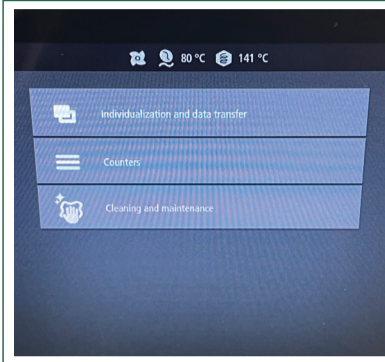 80 °C 141 °C
Individualization and data transfer
Counters
Cleaning and maintenance